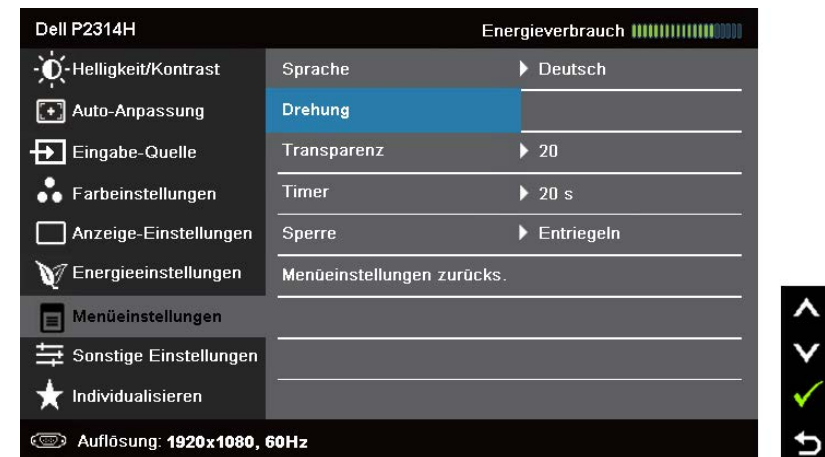 Dell P2314H Energieverbrauch
Helligkeit/Kontrast Sprache Deutsch
Auto-Anpassung Drehung
Eingabe-Quelle Transparenz 20
Farbeinstellungen Timer 20 s
Anzeige-Einstellungen Sperre Entriegeln
Energieeinstellungen Menüeinstellungen zurücks.
Menüeinstellungen
Sonstige Einstellungen
Individualisieren
Auflösung: 1920x1080, 60Hz